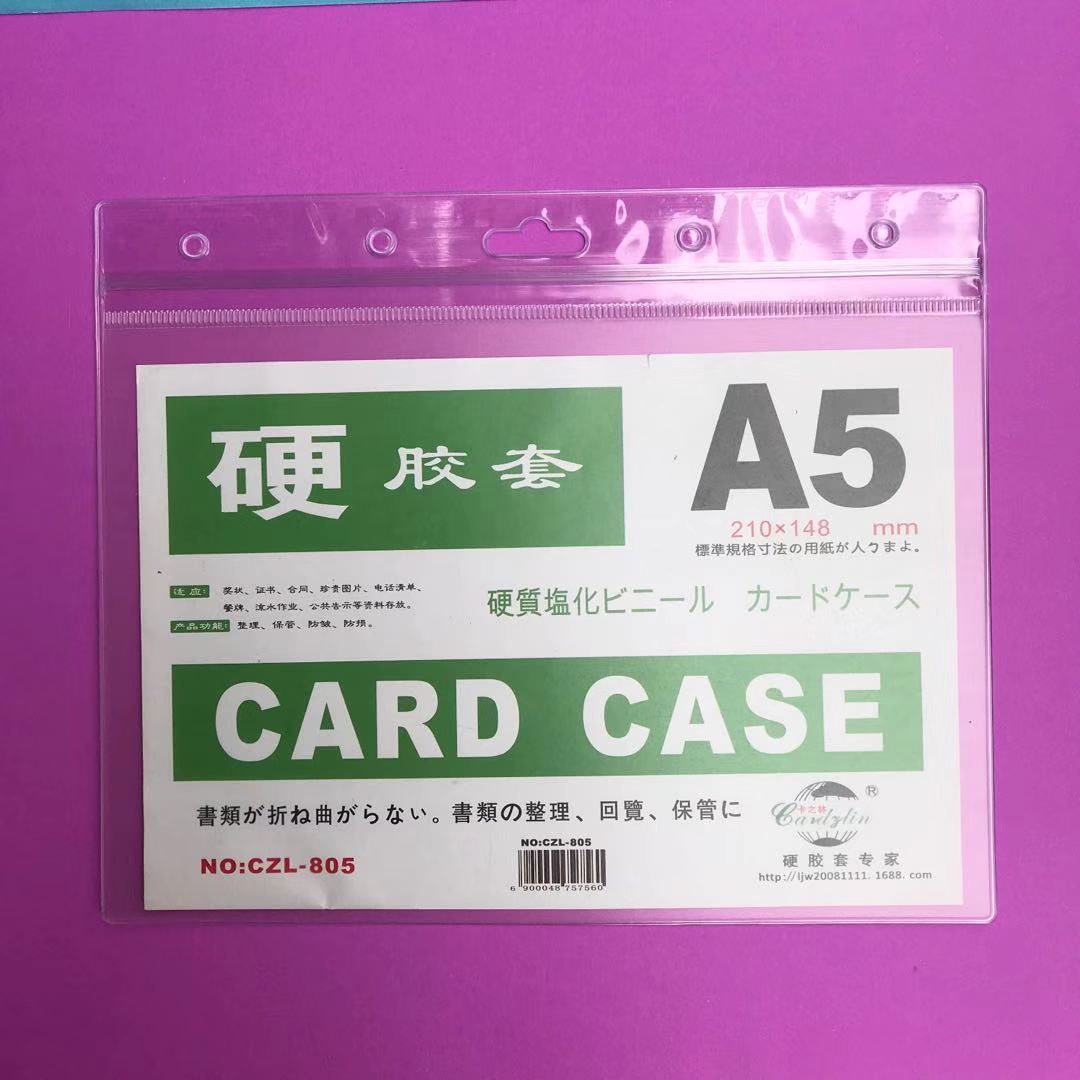 硬 胶套
A5
210×148 mm
標準規格寸法の用紙が人うまよ。
适应: 奖状、证书、合同、珍贵图片、电话清单、
餐牌、流水作业、公共告示等资料存放。
产品功能: 整理、保管、防皱、防损。
硬質塩化ビニール カードケース
CARD CASE
書類が折ね曲がらない。書類の整理、回覧、保管に
NO:CZL-805
NO:CZL-805
6 900048 757560
卡之林
Cardzlin
®
硬胶套专家
http://ljw20081111.1688.com